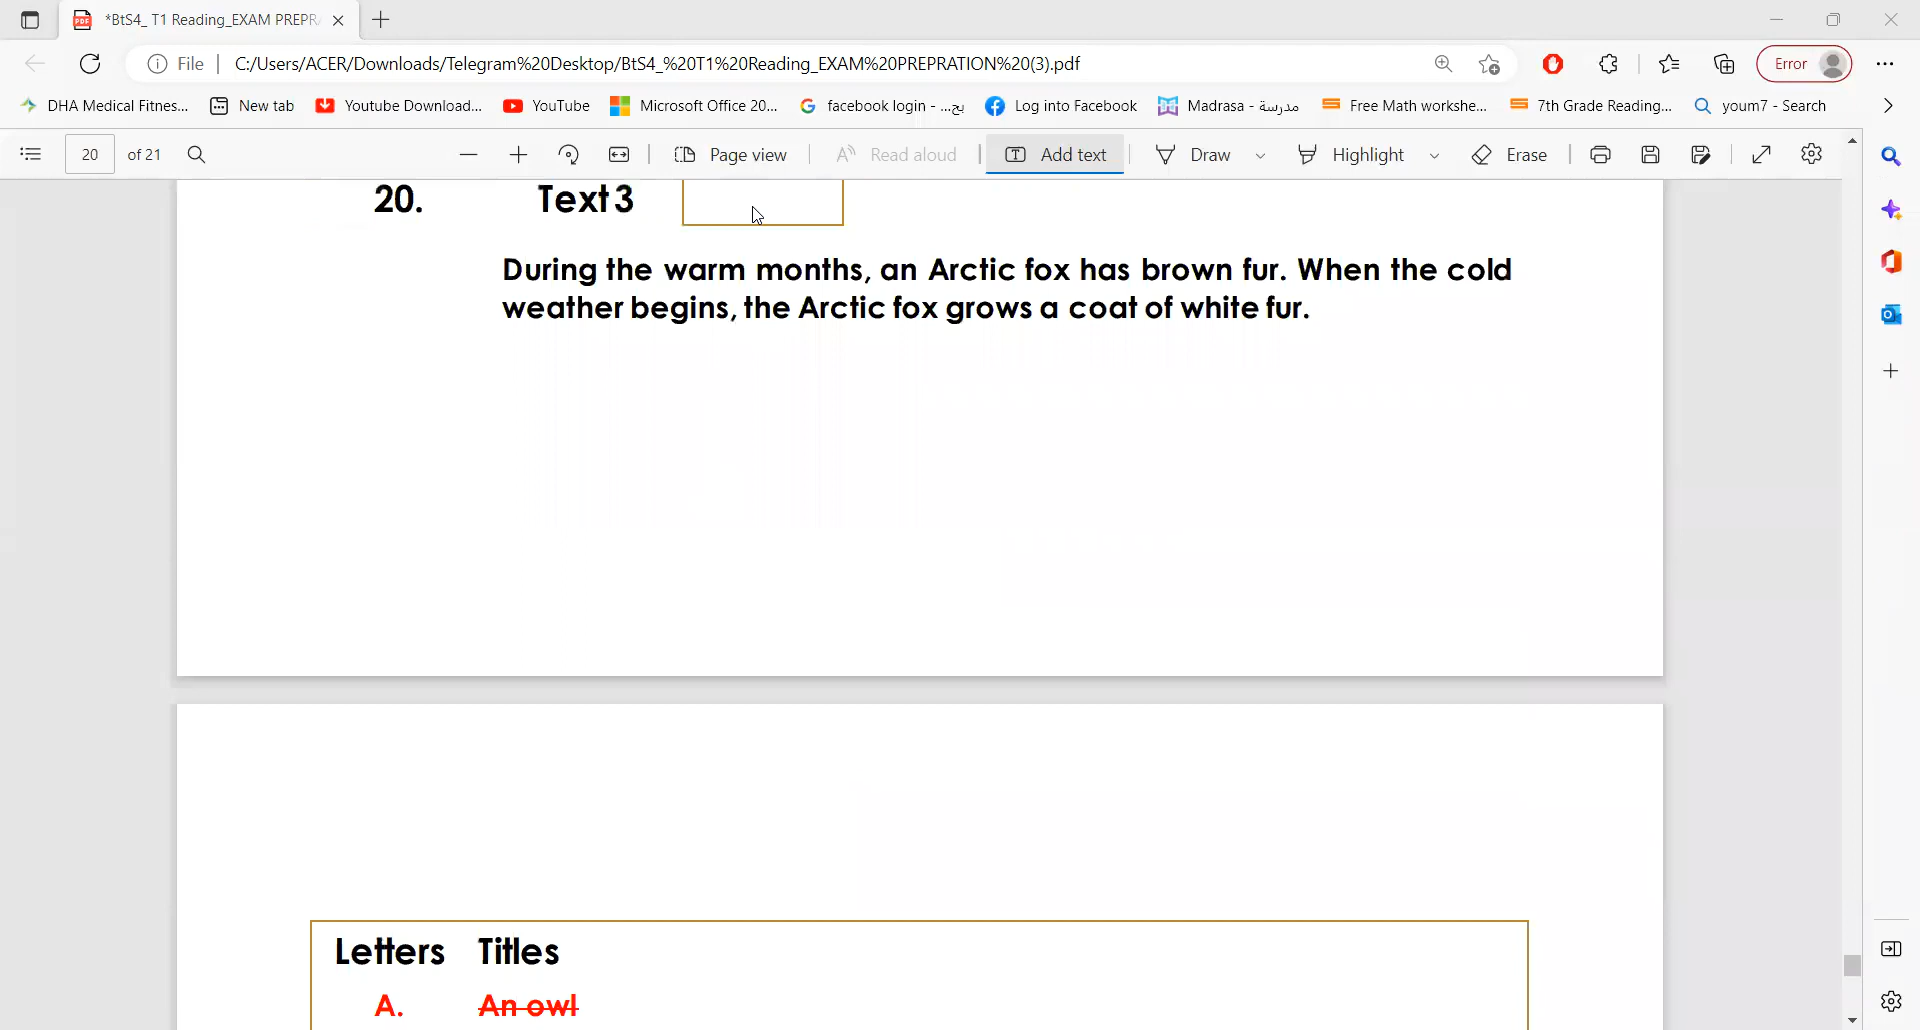 *BtS4_ T1 Reading_EXAM PREPR
File
C:/Users/ACER/Downloads/Telegram%20Desktop/BtS4_%20T1%20Reading_EXAM%20PREPRATION%20(3).pdf
Error
DHA Medical Fitnes... New tab Youtube Download... YouTube Microsoft Office 20... facebook login - ...بح Log into Facebook Madrasa - مدرسة Free Math workshe... 7th Grade Reading... youm7 - Search
20 of 21 Page view Read aloud Add text Draw Highlight Erase
20. Text 3
During the warm months, an Arctic fox has brown fur. When the cold
weather begins, the Arctic fox grows a coat of white fur.
Letters Titles
A. An owl